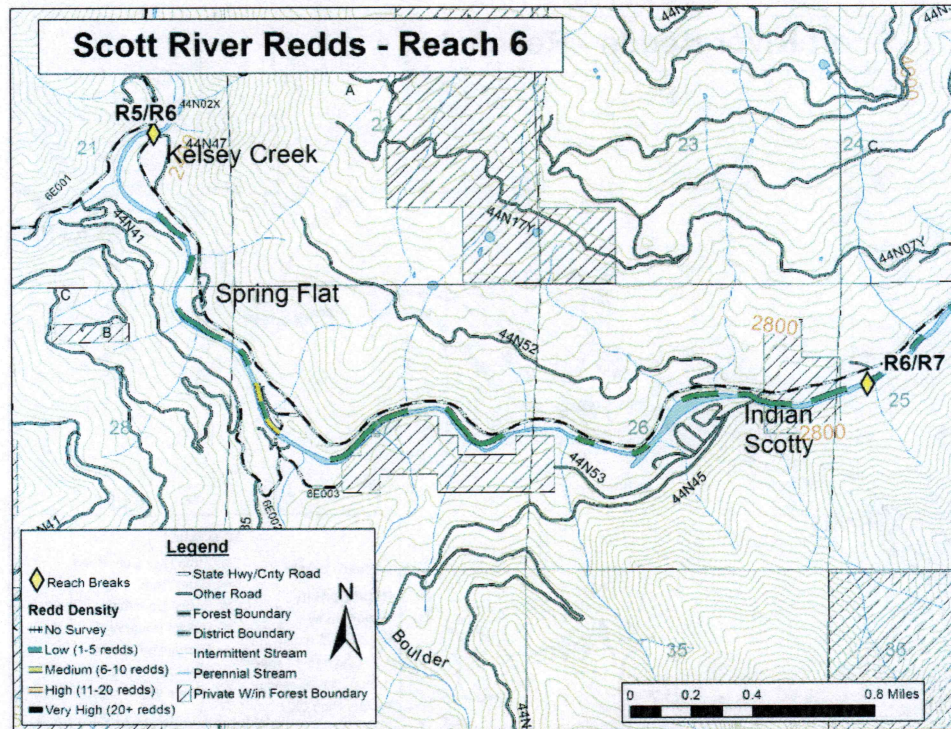 Scott River Redds - Reach 6
R5/R6
44N02X
44N47
Kelsey Creek
21
A
23
24
C
6E001
44N41
44N17Y
44N07Y
Spring Flat
C
B
44N52
2800
R6/R7
28
26
25
Indian
Scotty
2800
44N53
44N45
6E003
6E002
Boulder
35
36
Legend
Reach Breaks
Redd Density
No Survey
Low (1-5 redds)
Medium (6-10 redds)
High (11-20 redds)
Very High (20+ redds)
State Hwy/Cnty Road
Other Road
Forest Boundary
District Boundary
Intermittent Stream
Perennial Stream
Private W/in Forest Boundary
N
0 0.2 0.4 0.8 Miles